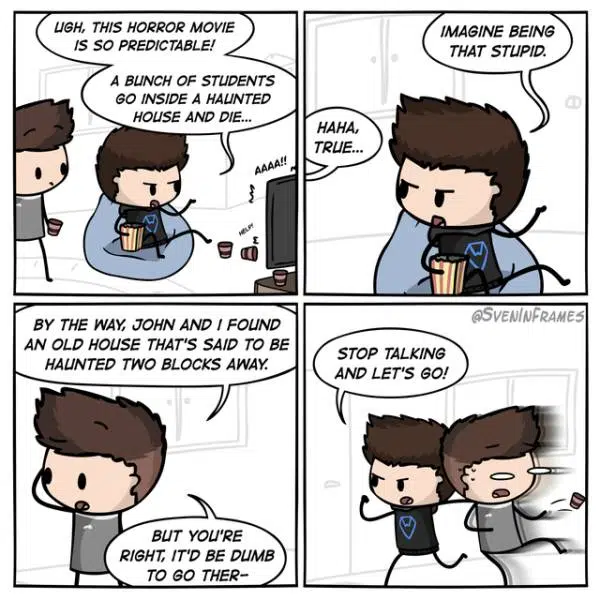 UGH, THIS HORROR MOVIE
IS SO PREDICTABLE!
A BUNCH OF STUDENTS
GO INSIDE A HAUNTED
HOUSE AND DIE...
AAAA!!
HELP!
IMAGINE BEING
THAT STUPID.
HAHA,
TRUE...
BY THE WAY, JOHN AND I FOUND
AN OLD HOUSE THAT'S SAID TO BE
HAUNTED TWO BLOCKS AWAY.
BUT YOU'RE
RIGHT, IT'D BE DUMB
TO GO THER-
@SVENINFRAMES
STOP TALKING
AND LET'S GO!